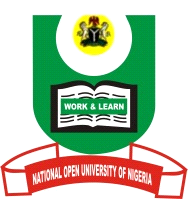 WORK & LEARN
NATIONAL OPEN UNIVERSITY OF NIGERIA